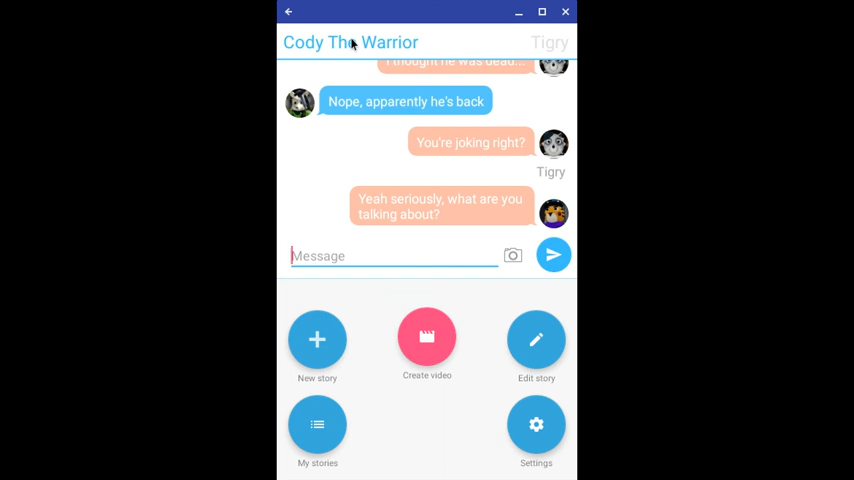 Cody The Warrior
Tigry
I thought he was dead...
Nope, apparently he's back
You're joking right?
Tigry
Yeah seriously, what are you
talking about?
Message
New story
Create video
Edit story
My stories
Settings